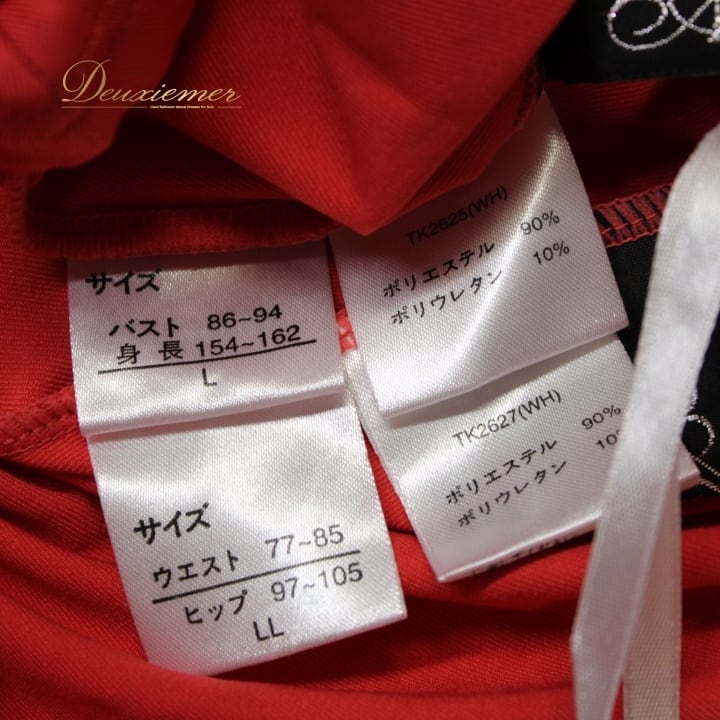 Deuxiemer
サイズ
バスト 86~94
身長 154~162
L
TK2625(WH)
ポリエステル 90%
ポリウレタン 10%
サイズ
ウエスト 77~85
ヒップ 97~105
LL
TK2627(WH)
ポリエステル 90%
ポリウレタン 10